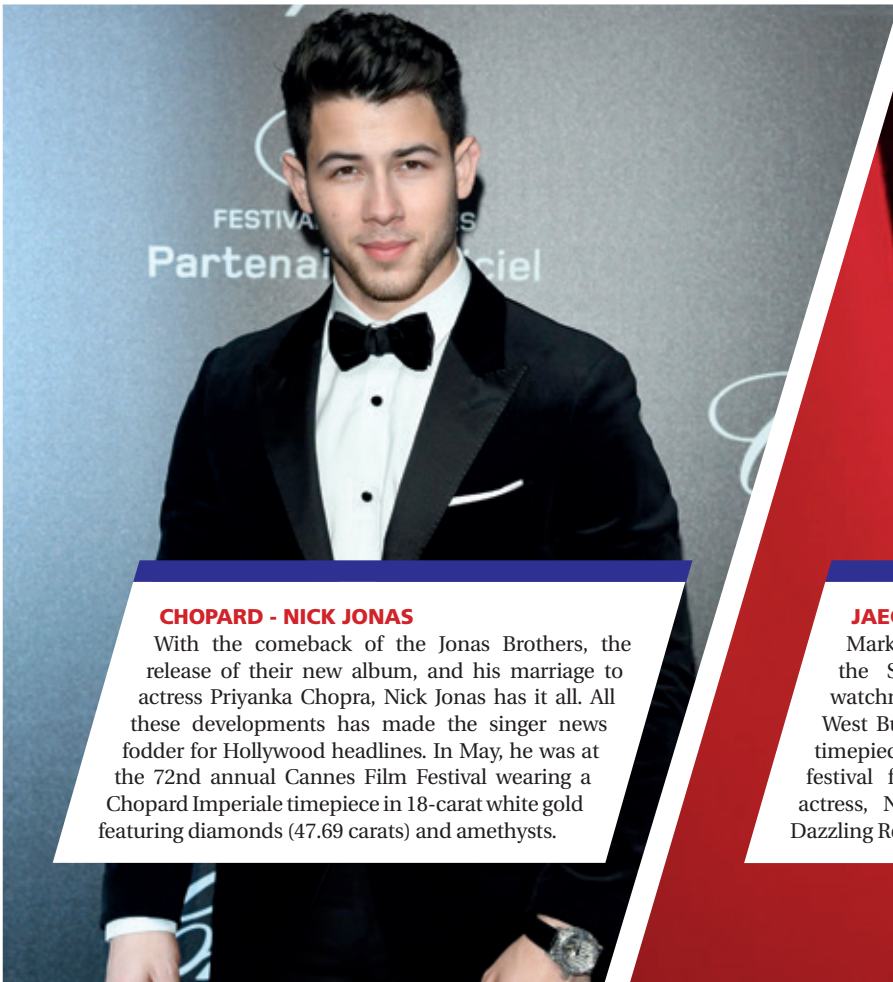 FESTIVA
Partenai ciel
CHOPARD - NICK JONAS
With the comeback of the Jonas Brothers, the
release of their new album, and his marriage to
actress Priyanka Chopra, Nick Jonas has it all. All
these developments has made the singer news
fodder for Hollywood headlines. In May, he was at
the 72nd annual Cannes Film Festival wearing a
Chopard Imperiale timepiece in 18-carat white gold
featuring diamonds (47.69 carats) and amethysts.
JAE
Mark
the S
watchm
West Bu
timepiec
festival f
actress, N
Dazzling Re